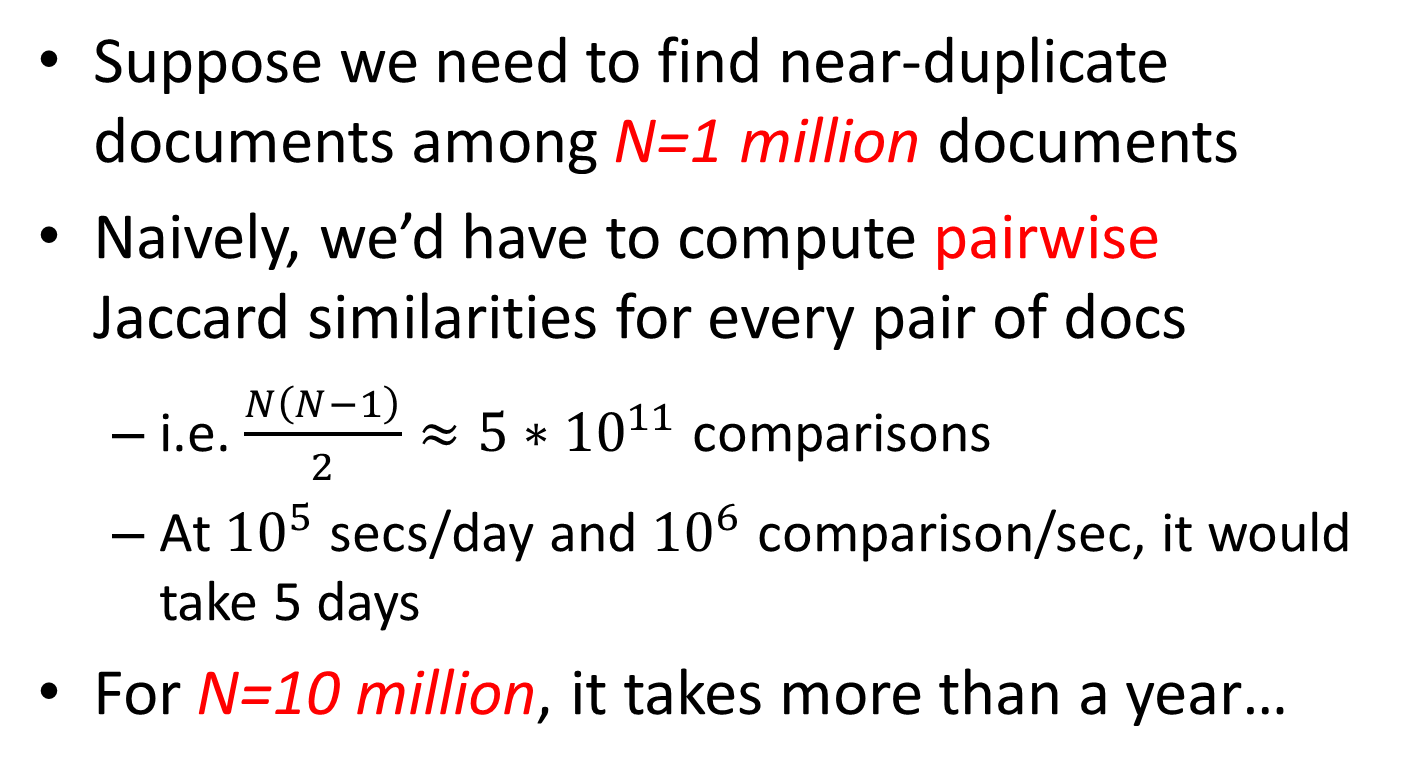 • Suppose we need to find near-duplicate
documents among N=1 million documents
• Naively, we’d have to compute pairwise
Jaccard similarities for every pair of docs
– i.e. N(N−1)/2 ≈ 5 ∗ 10^11 comparisons
– At 10^5 secs/day and 10^6 comparison/sec, it would
take 5 days
• For N=10 million, it takes more than a year…